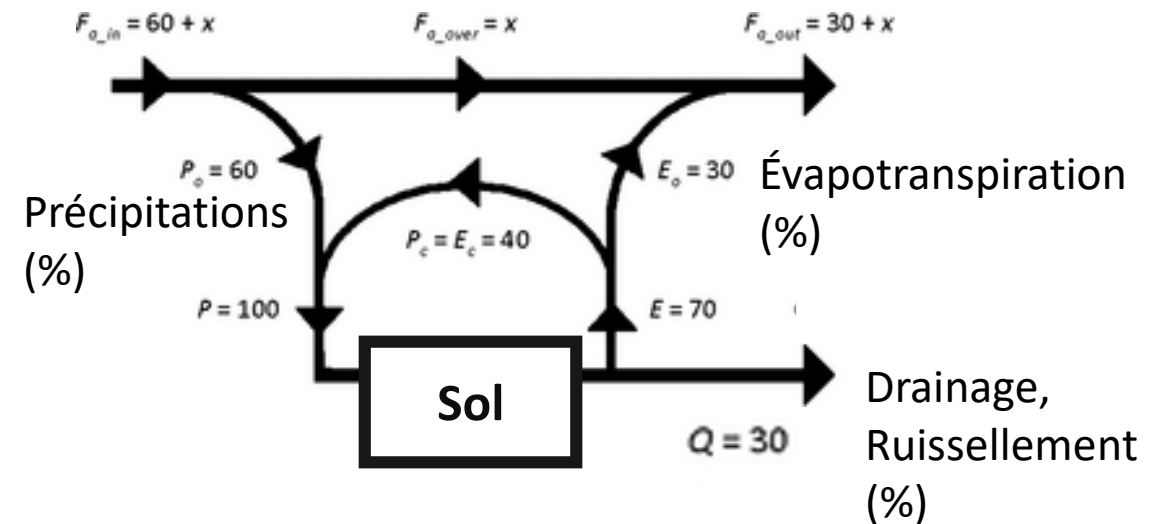 F_a_in = 60 + x
F_a_over = x
F_a_out = 30 + x
P_o = 60
E_o = 30
Évapotranspiration
(%)
Précipitations
(%)
P_c = E_c = 40
P = 100
E = 70
Sol
Q = 30
Drainage,
Ruissellement
(%)